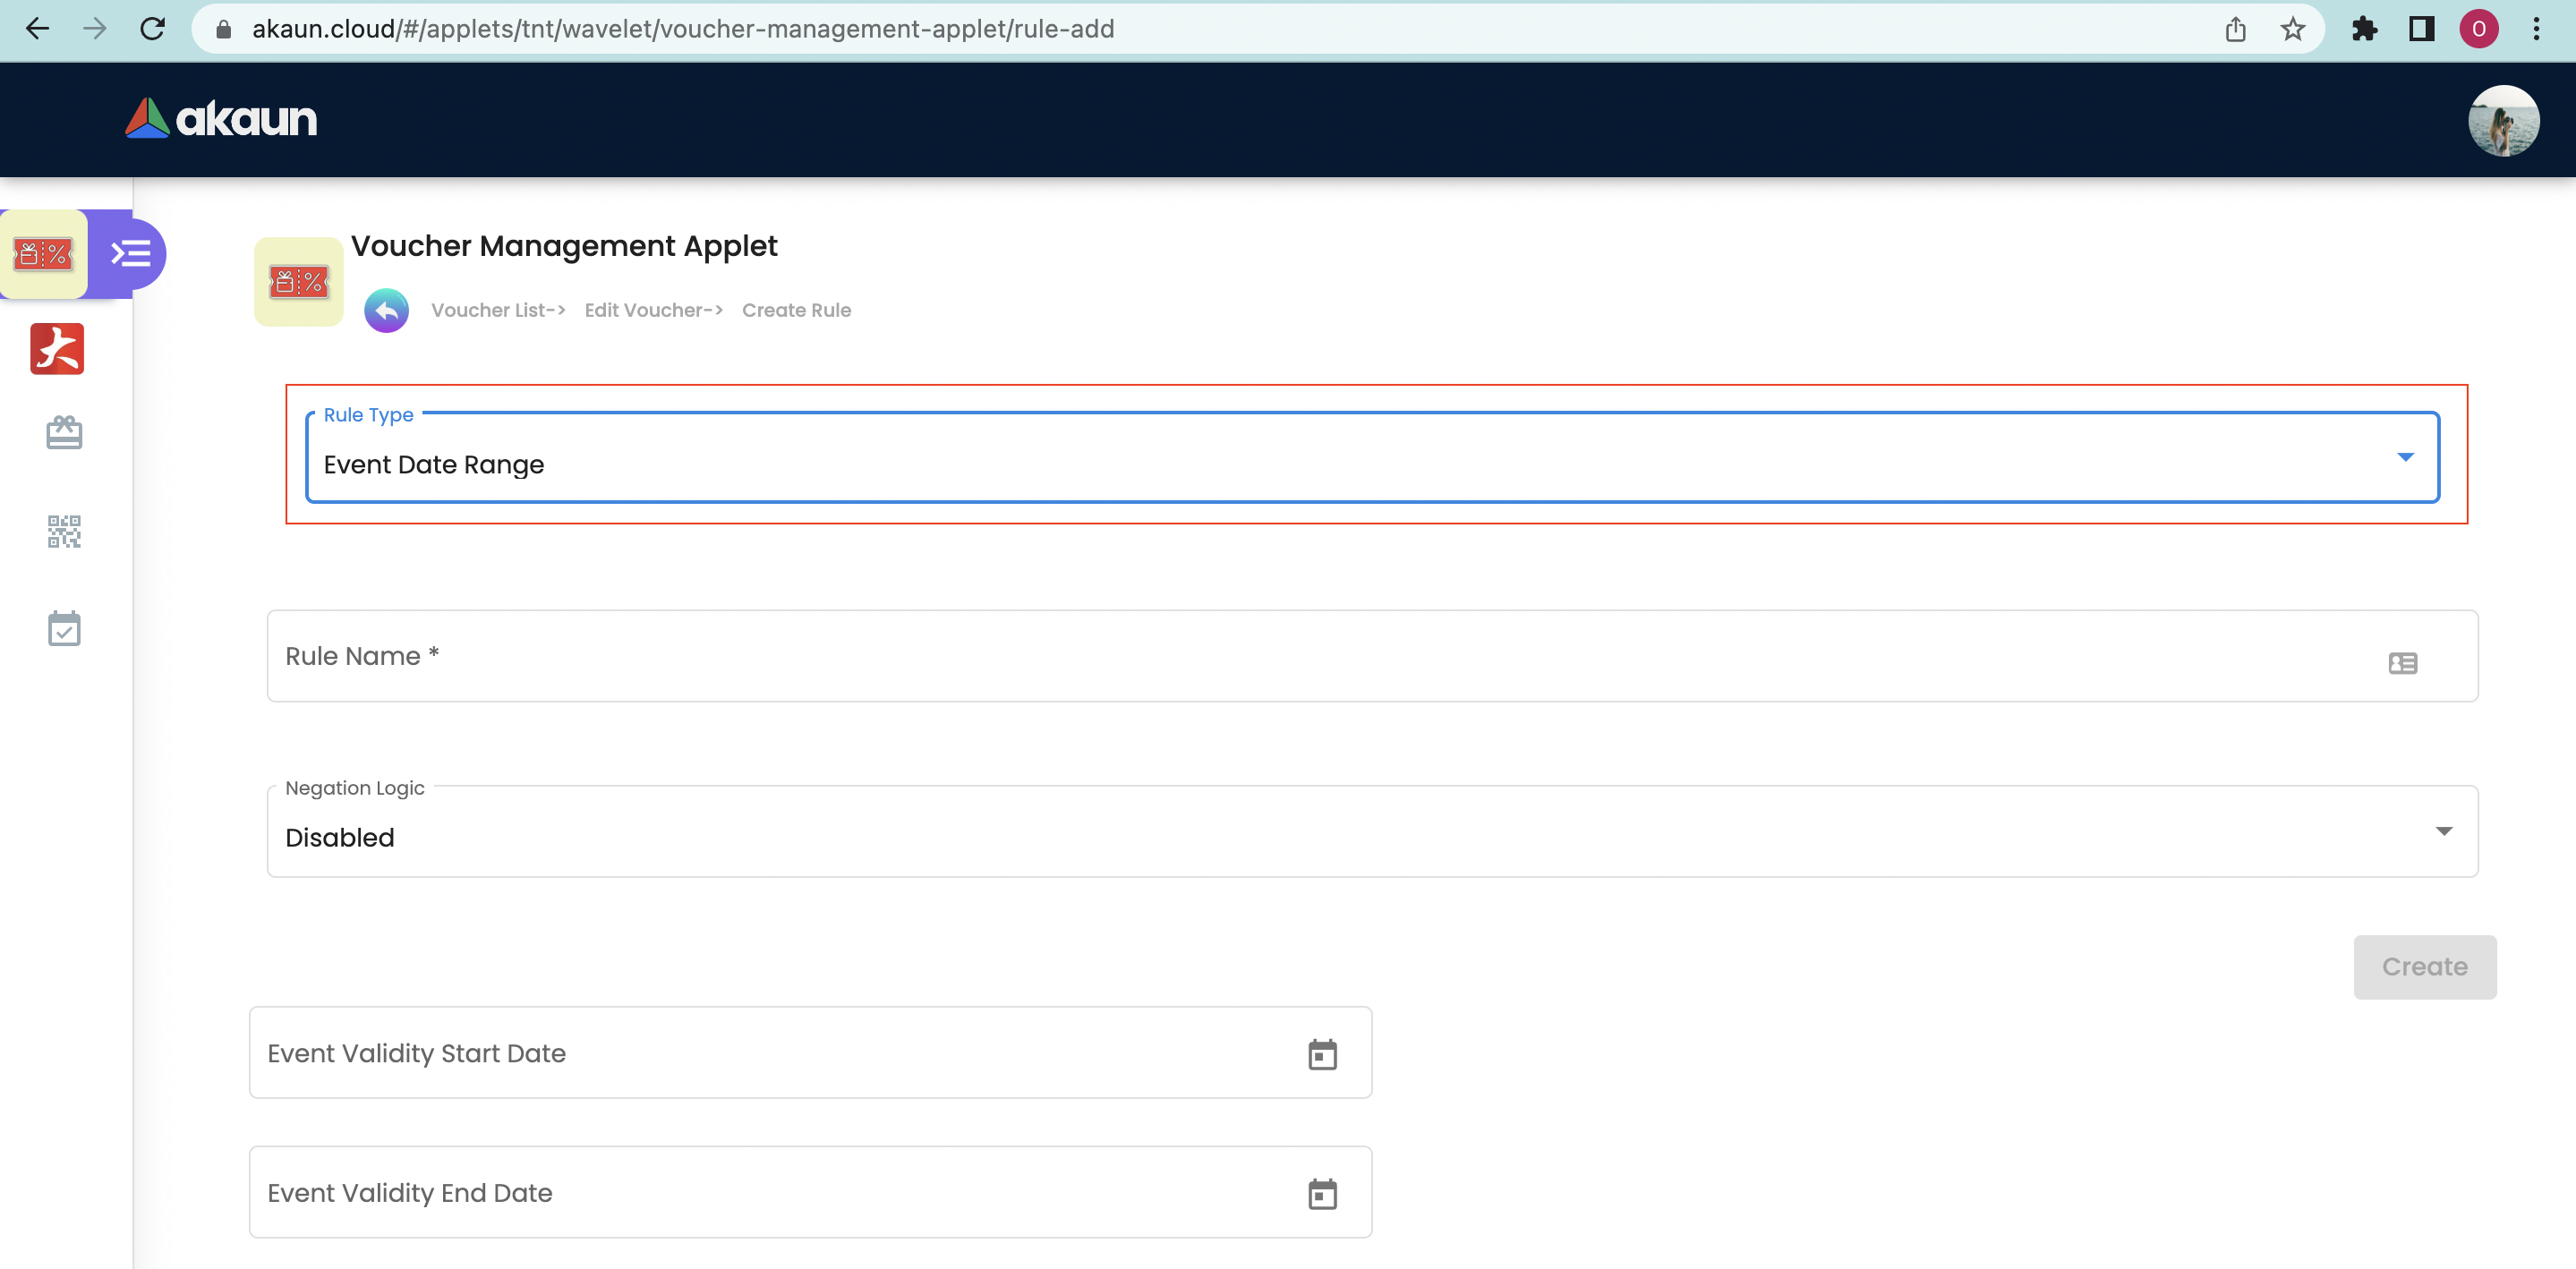 akaun.cloud/#/applets/tnt/wavelet/voucher-management-applet/rule-add
O
akaun
Voucher Management Applet
Voucher List-> Edit Voucher-> Create Rule
Rule Type
Event Date Range
Rule Name *
Negation Logic
Disabled
Create
Event Validity Start Date
Event Validity End Date